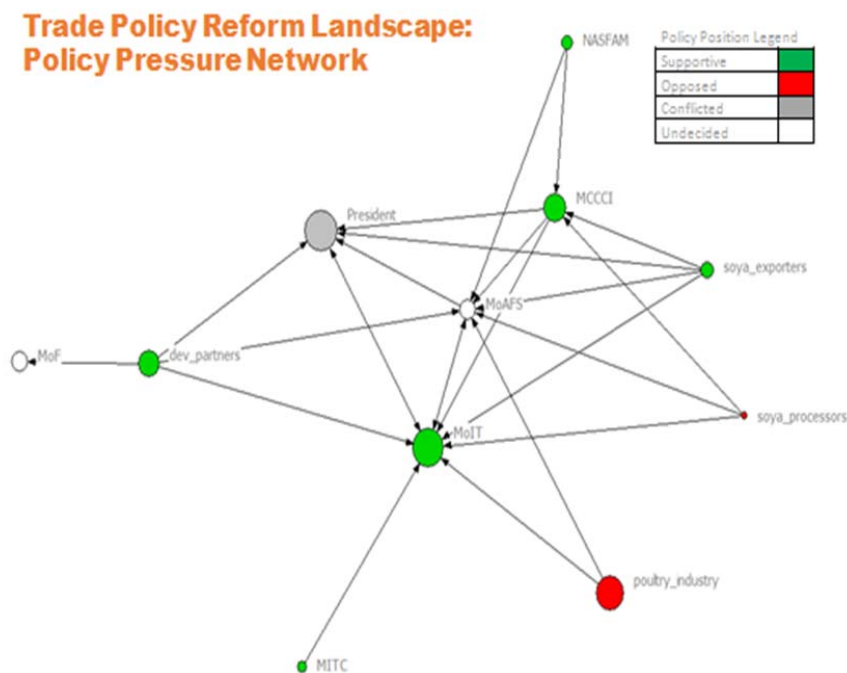 Trade Policy Reform Landscape:
Policy Pressure Network
NASFAM
Policy Position Legend
Supportive
Opposed
Conflicted
Undecided
President
MCCCI
soya_exporters
MoAFS
MoF
dev_partners
soya_processors
MoIT
poultry_industry
MITC